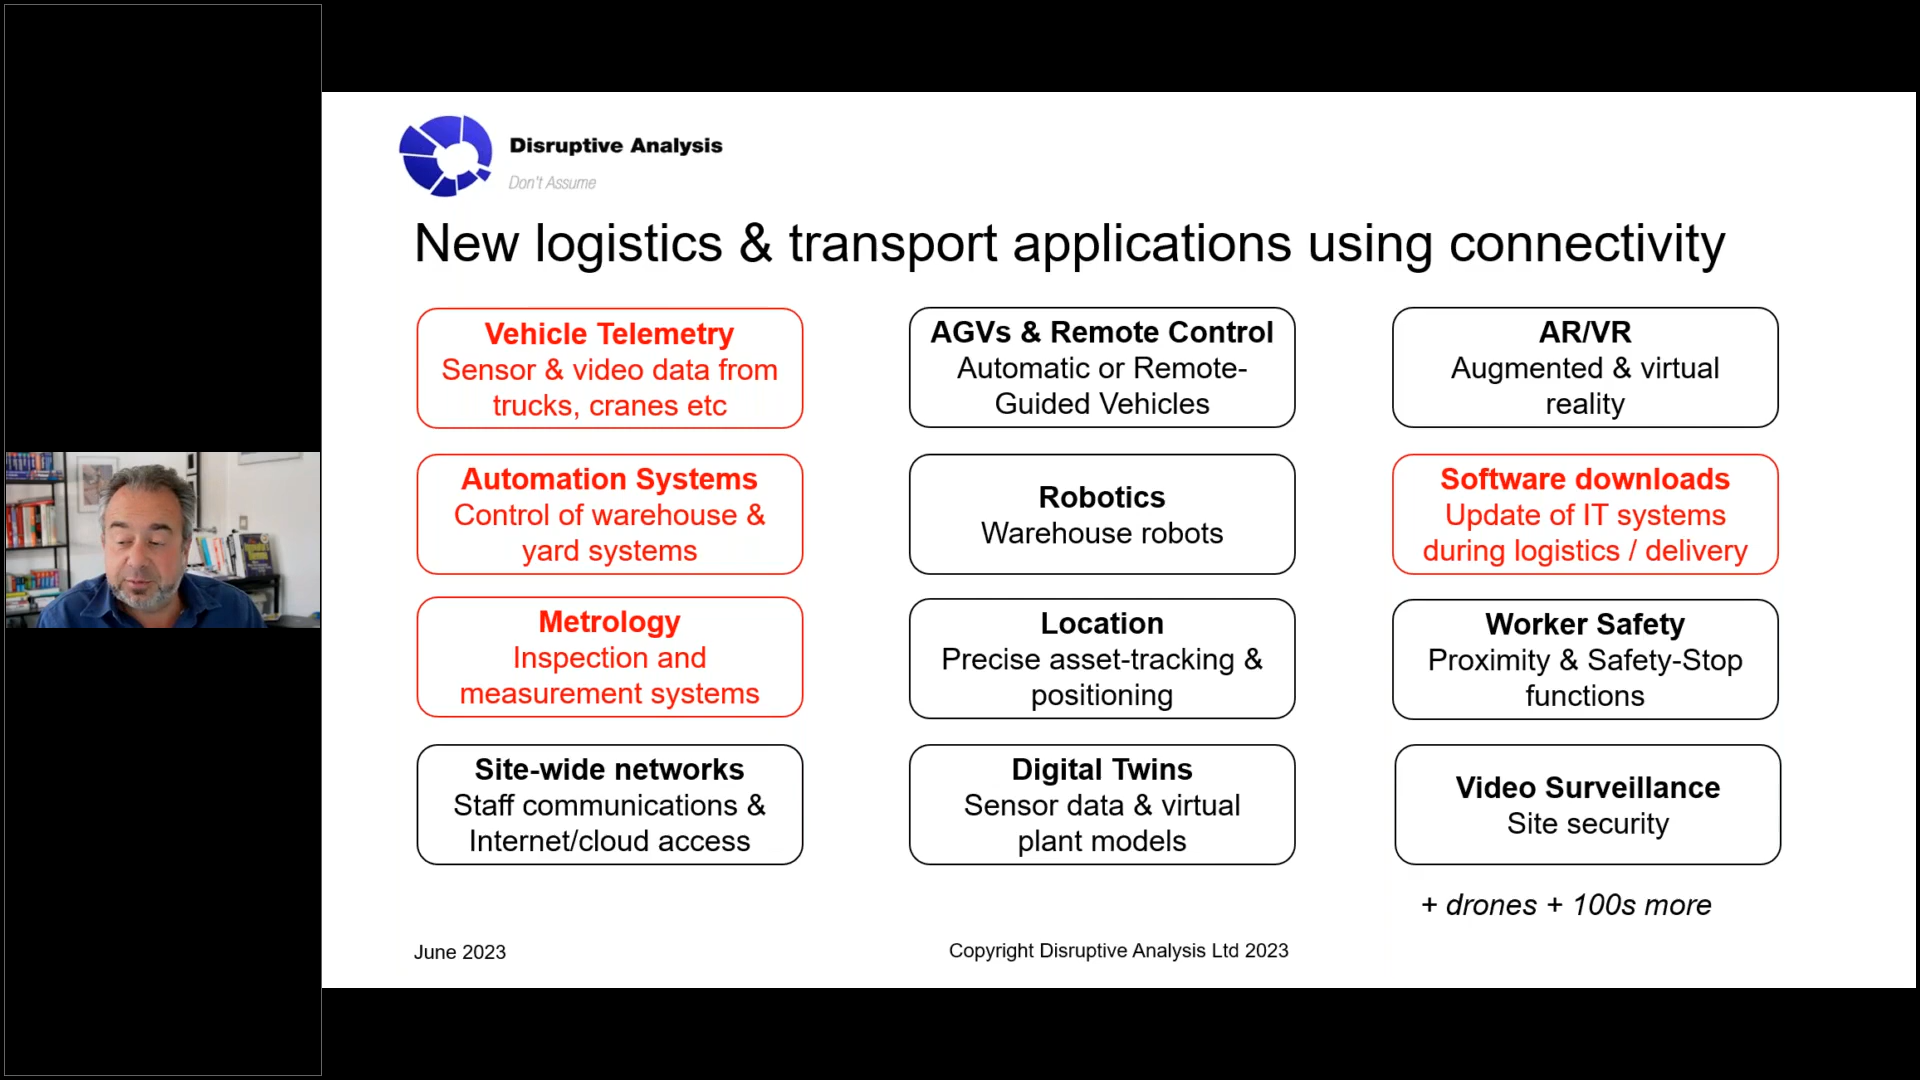 Disruptive Analysis
Don't Assume
New logistics & transport applications using connectivity
Vehicle Telemetry
Sensor & video data from
trucks, cranes etc
AGVs & Remote Control
Automatic or Remote-
Guided Vehicles
AR/VR
Augmented & virtual
reality
Automation Systems
Control of warehouse &
yard systems
Robotics
Warehouse robots
Software downloads
Update of IT systems
during logistics / delivery
Metrology
Inspection and
measurement systems
Location
Precise asset-tracking &
positioning
Worker Safety
Proximity & Safety-Stop
functions
Site-wide networks
Staff communications &
Internet/cloud access
Digital Twins
Sensor data & virtual
plant models
Video Surveillance
Site security
+ drones + 100s more
June 2023
Copyright Disruptive Analysis Ltd 2023